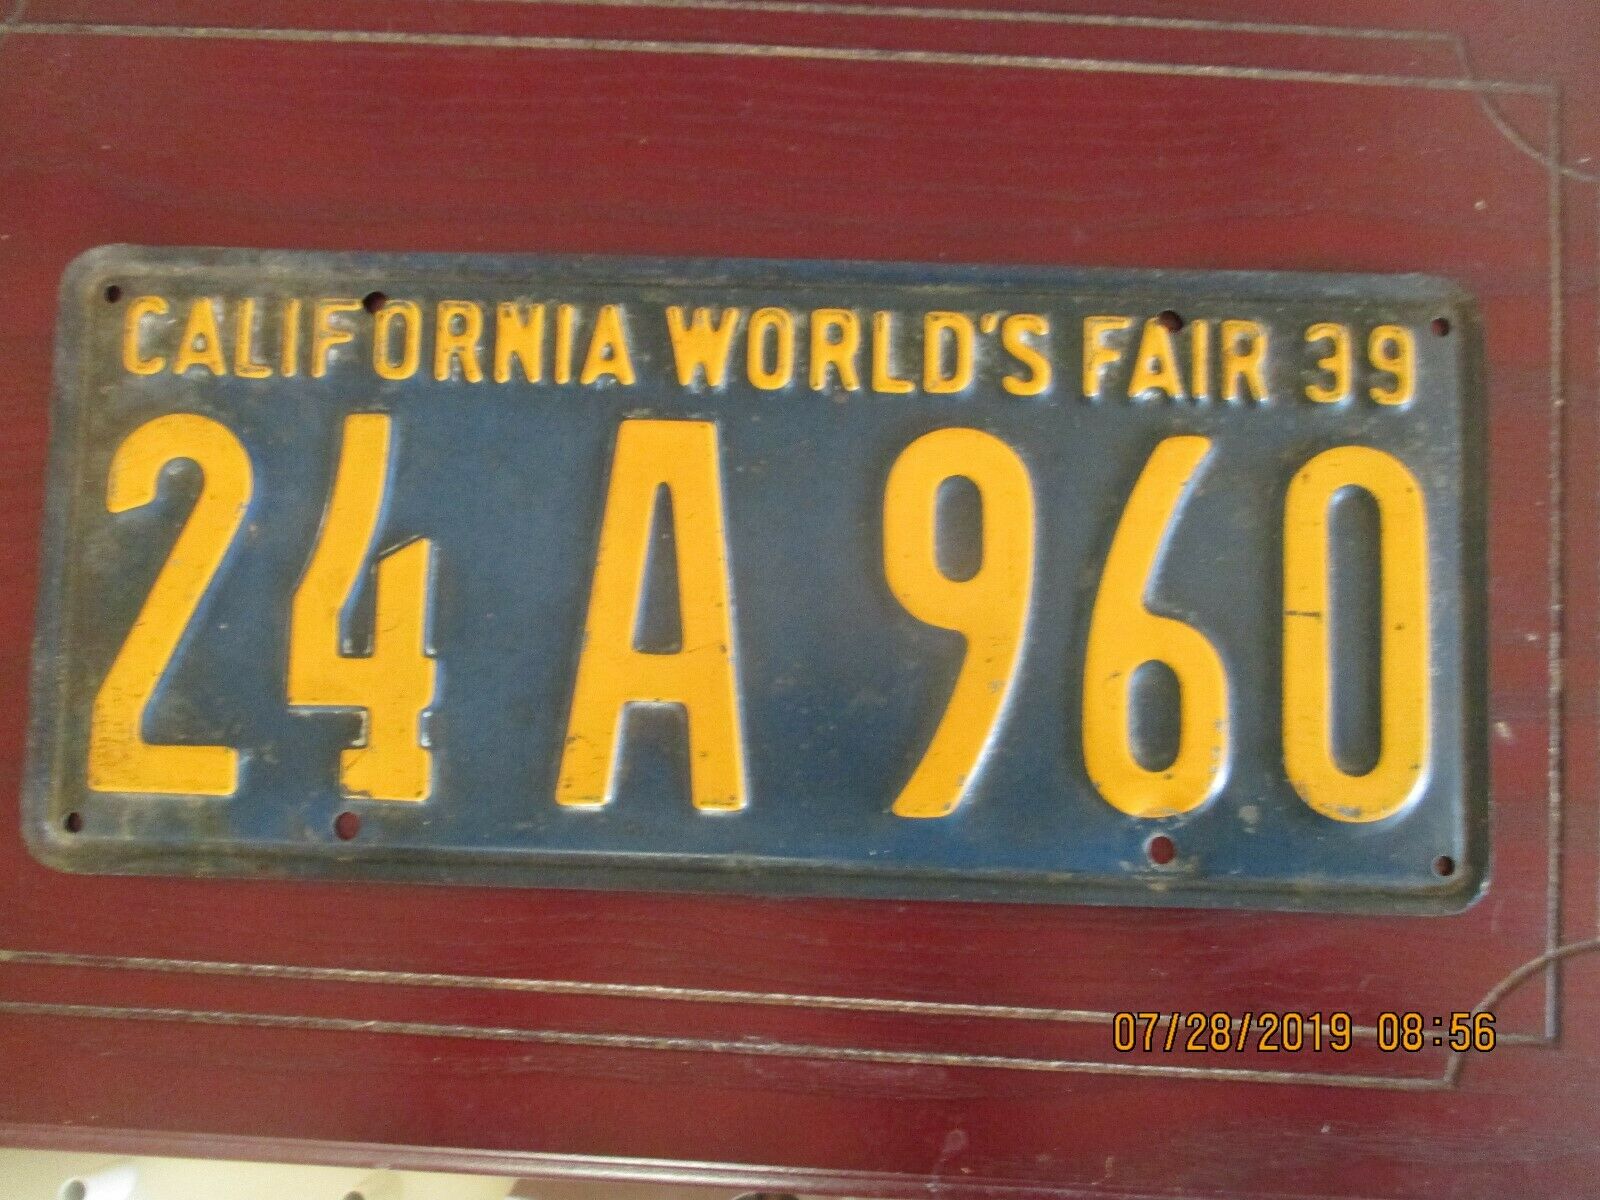 CALIFORNIA WORLD'S FAIR 39
24 A 960
07/28/2019 08:56